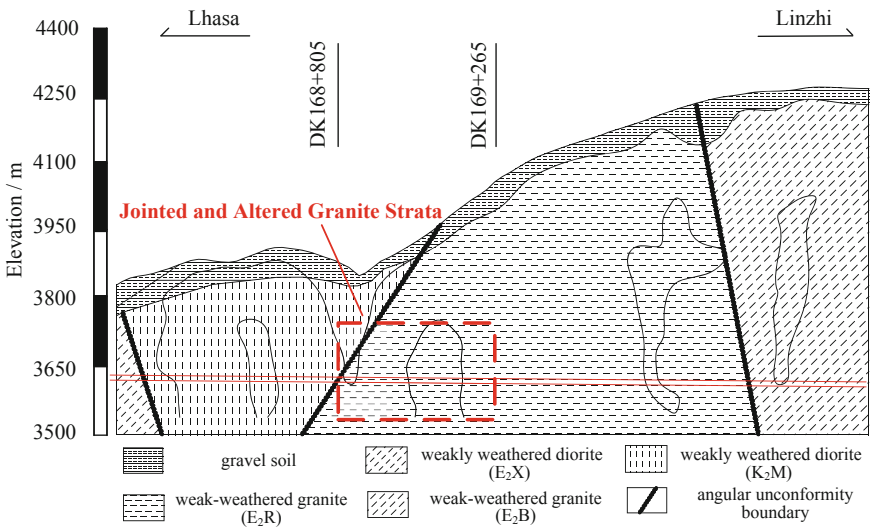 Lhasa
Linzhi
4400
4250
4100
3950
3800
3650
3500
Elevation / m
DK168+805
DK169+265
Jointed and Altered Granite Strata
gravel soil
weakly weathered diorite
(E₂X)
weakly weathered diorite
(K₂M)
weak-weathered granite
(E₂R)
weak-weathered granite
(E₂B)
angular unconformity
boundary